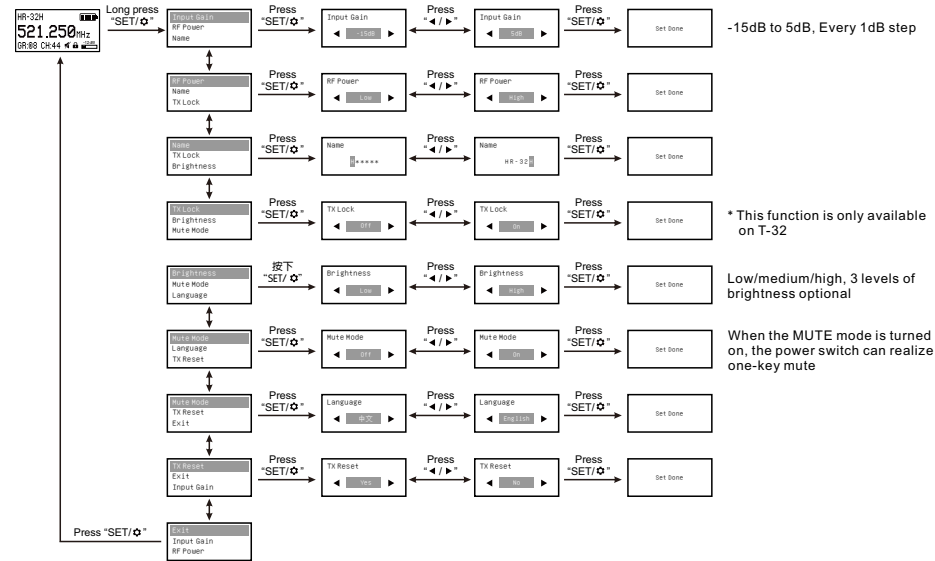 HR-32H
521.250MHz
GR:08 CH:44
Long press
"SET/⚙"
Input Gain
RF Power
Name
Press
"SET/⚙"
Input Gain
◀ -15dB ▶
Press
"◀ / ▶"
Input Gain
◀ 5dB ▶
Press
"SET/⚙"
Set Done
-15dB to 5dB, Every 1dB step
RF Power
Name
TX Lock
Press
"SET/⚙"
RF Power
◀ Low ▶
Press
"◀ / ▶"
RF Power
◀ High ▶
Press
"SET/⚙"
Set Done
Name
TX Lock
Brightness
Press
"SET/⚙"
Name
*****
Press
"◀ / ▶"
Name
HR-32
Press
"SET/⚙"
Set Done
TX Lock
Brightness
Mute Mode
Press
"SET/⚙"
TX Lock
◀ Off ▶
Press
"◀ / ▶"
TX Lock
◀ On ▶
Press
"SET/⚙"
Set Done
* This function is only available
on T-32
Brightness
Mute Mode
Language
按下
"SET/⚙"
Brightness
◀ Low ▶
Press
"◀ / ▶"
Brightness
◀ High ▶
Press
"SET/⚙"
Set Done
Low/medium/high, 3 levels of
brightness optional
Mute Mode
Language
TX Reset
Press
"SET/⚙"
Mute Mode
◀ Off ▶
Press
"◀ / ▶"
Mute Mode
◀ On ▶
Press
"SET/⚙"
Set Done
When the MUTE mode is turned
on, the power switch can realize
one-key mute
Mute Mode
TX Reset
Exit
Press
"SET/⚙"
Language
◀ 中文 ▶
Press
"◀ / ▶"
Language
◀ English ▶
Press
"SET/⚙"
Set Done
TX Reset
Exit
Input Gain
Press
"SET/⚙"
TX Reset
◀ Yes ▶
Press
"◀ / ▶"
TX Reset
◀ No ▶
Press
"SET/⚙"
Set Done
Press "SET/⚙"
Exit
Input Gain
RF Power